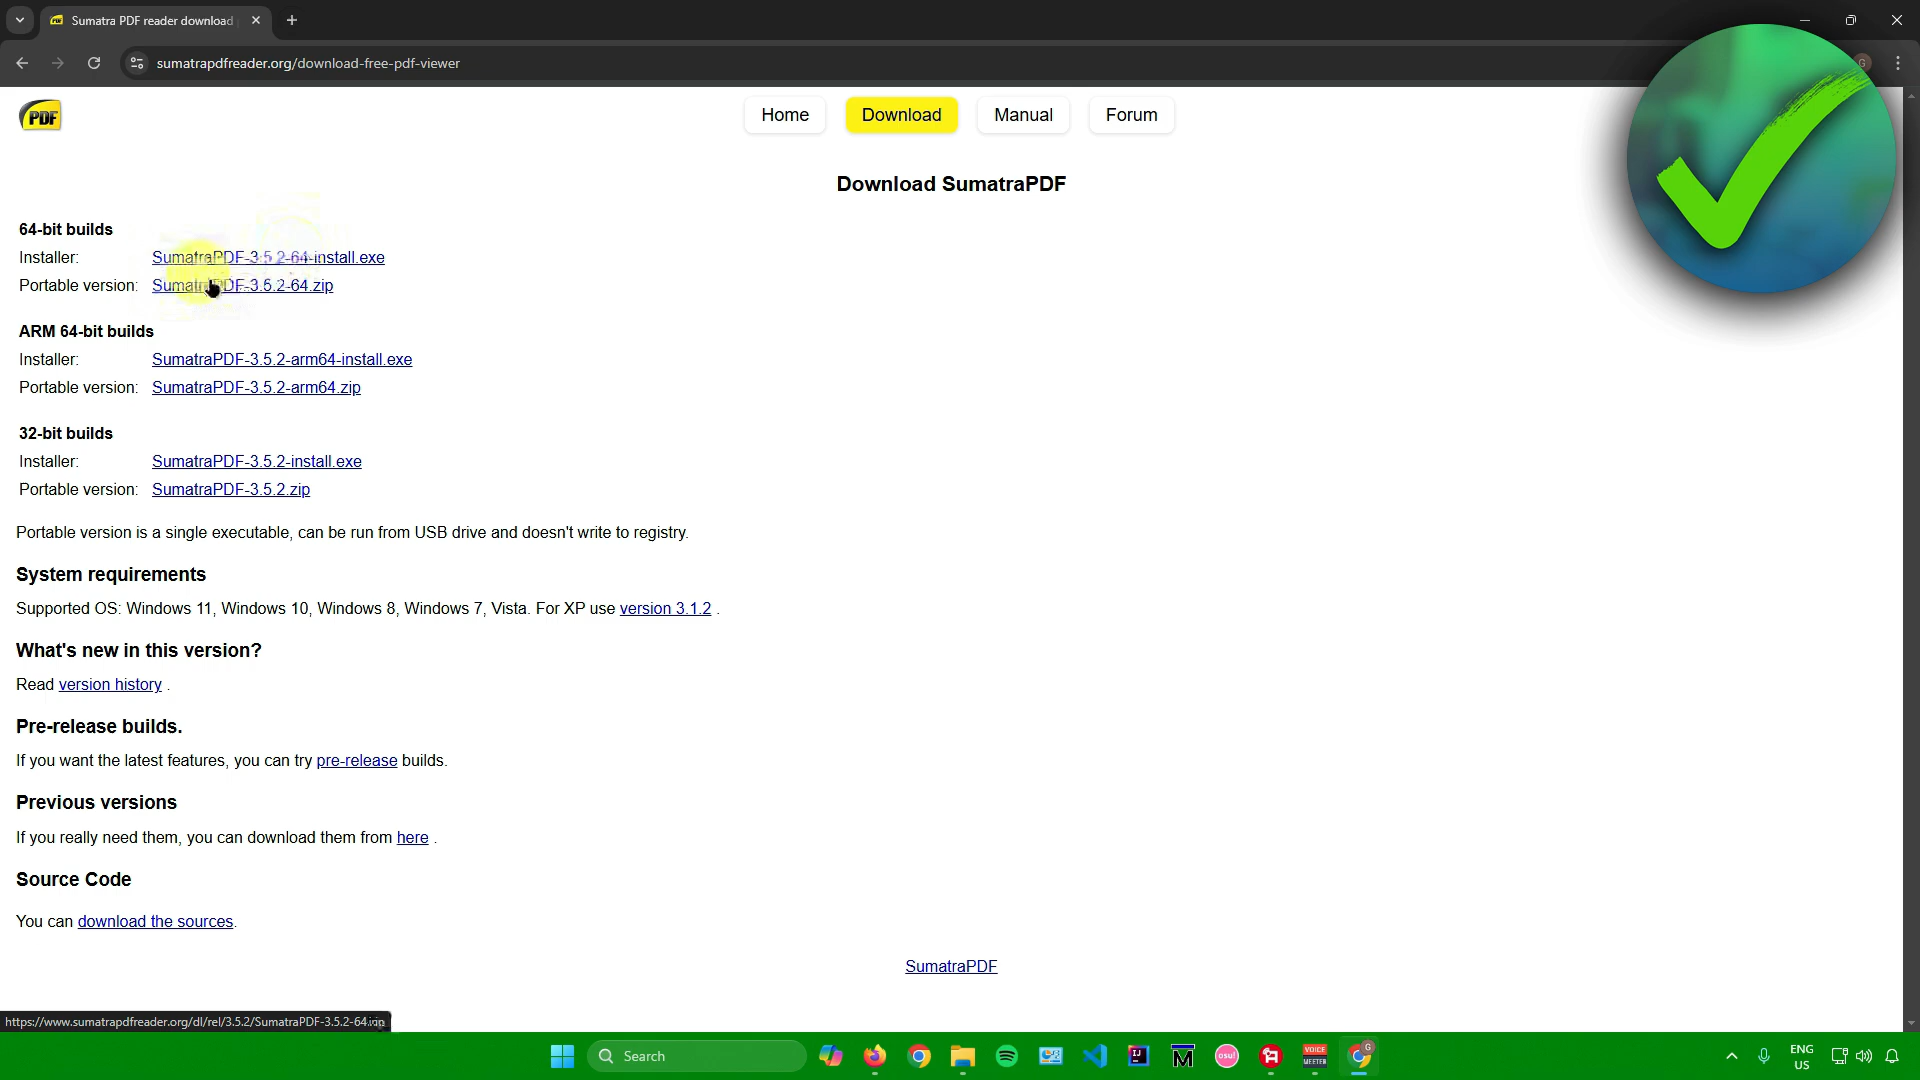 Sumatra PDF reader download
sumatrapdfreader.org/download-free-pdf-viewer
G
PDF
Home
Download
Manual
Forum
Download SumatraPDF
64-bit builds
Installer: SumatraPDF-3.5.2-64-install.exe
Portable version: SumatraPDF-3.5.2-64.zip
ARM 64-bit builds
Installer: SumatraPDF-3.5.2-arm64-install.exe
Portable version: SumatraPDF-3.5.2-arm64.zip
32-bit builds
Installer: SumatraPDF-3.5.2-install.exe
Portable version: SumatraPDF-3.5.2.zip
Portable version is a single executable, can be run from USB drive and doesn't write to registry.
System requirements
Supported OS: Windows 11, Windows 10, Windows 8, Windows 7, Vista. For XP use version 3.1.2 .
What's new in this version?
Read version history .
Pre-release builds.
If you want the latest features, you can try pre-release builds.
Previous versions
If you really need them, you can download them from here .
Source Code
You can download the sources.
SumatraPDF
https://www.sumatrapdfreader.org/dl/rel/3.5.2/SumatraPDF-3.5.2-64.zip
Search
IJ
M
osu!
VOICE
MEETER
G
ENG
US